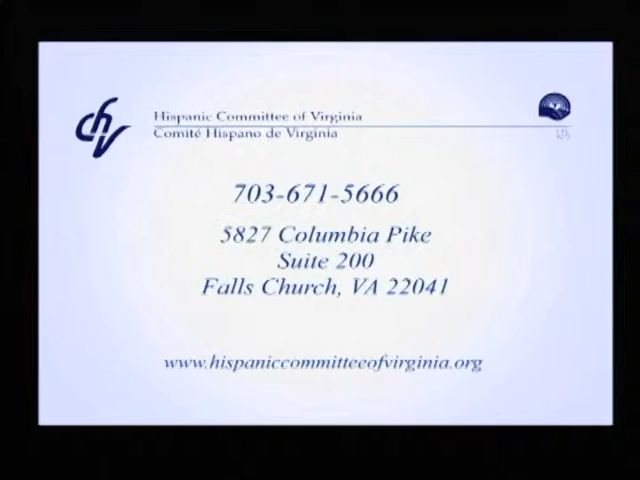 chv
Hispanic Committee of Virginia
Comité Hispano de Virginia
703-671-5666
5827 Columbia Pike
Suite 200
Falls Church, VA 22041
www.hispaniccommitteeofvirginia.org